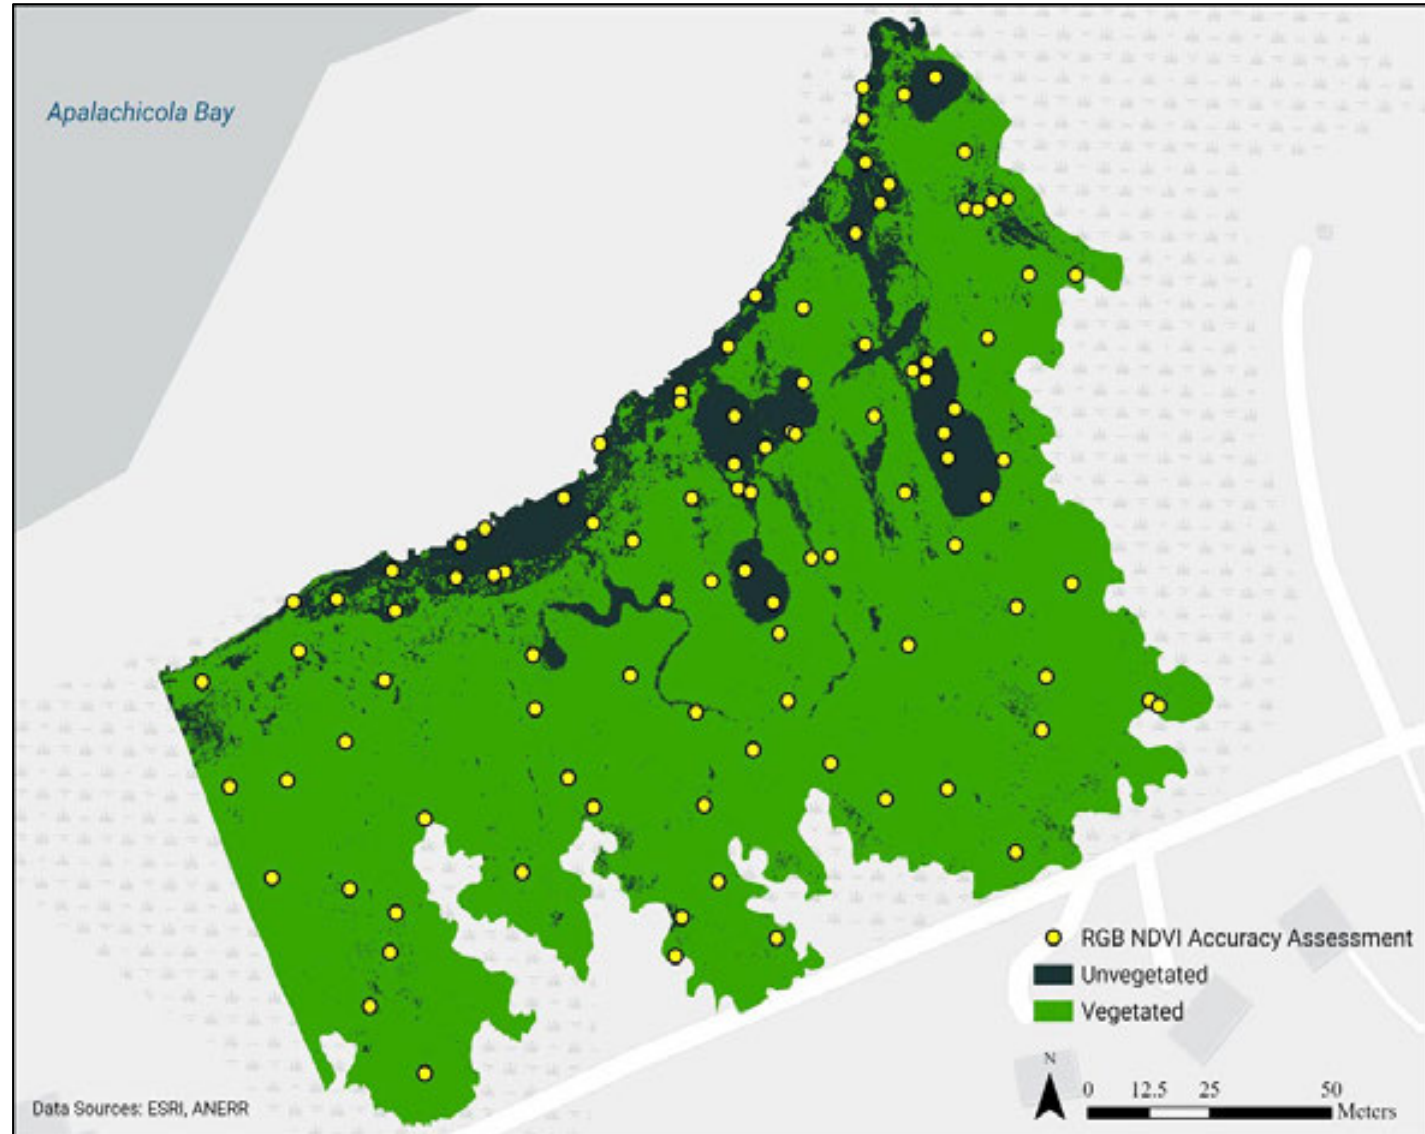 Apalachicola Bay
RGB NDVI Accuracy Assessment
Unvegetated
Vegetated
N
0 12.5 25 50
Meters
Data Sources: ESRI, ANERR